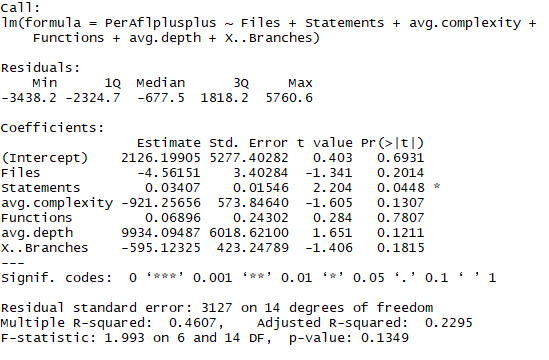 Call:
lm(formula = PerAflplusplus ~ Files + Statements + avg.complexity +
    Functions + avg.depth + X..Branches)
Residuals:
    Min      1Q  Median      3Q     Max
-3438.2 -2324.7  -677.5  1818.2  5760.6
Coefficients:
                 Estimate Std. Error t value Pr(>|t|)
(Intercept)    2126.19905 5277.40282   0.403   0.6931
Files            -4.56151    3.40284  -1.341   0.2014
Statements        0.03407    0.01546   2.204   0.0448 *
avg.complexity -921.25656  573.84640  -1.605   0.1307
Functions         0.06896    0.24302   0.284   0.7807
avg.depth      9934.09487 6018.62100   1.651   0.1211
X..Branches    -595.12325  423.24789  -1.406   0.1815
---
Signif. codes:  0 ‘***’ 0.001 ‘**’ 0.01 ‘*’ 0.05 ‘.’ 0.1 ‘ ’ 1
Residual standard error: 3127 on 14 degrees of freedom
Multiple R-squared:  0.4607,    Adjusted R-squared:  0.2295
F-statistic: 1.993 on 6 and 14 DF,  p-value: 0.1349